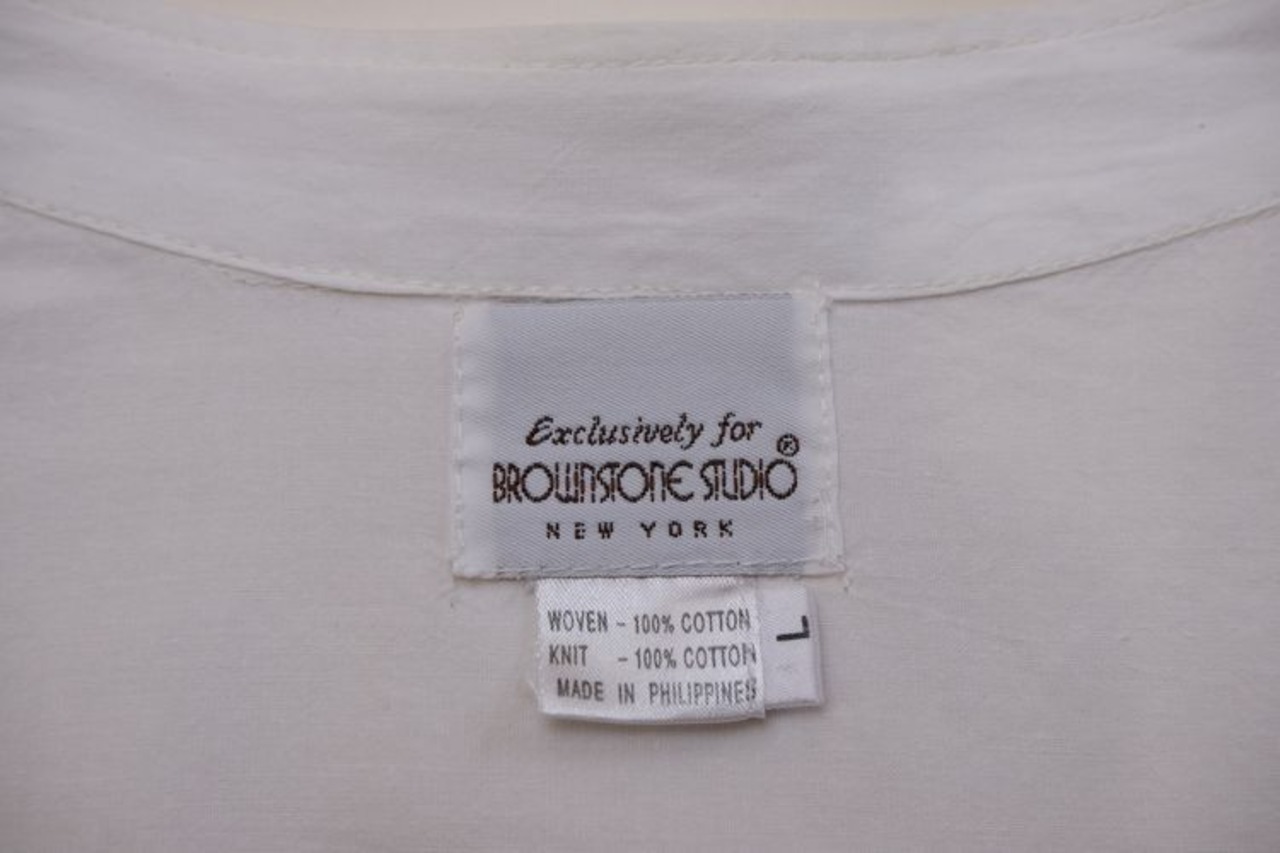 Exclusively for
BROWNSTONE STUDIO®
NEW YORK
WOVEN - 100% COTTON
KNIT - 100% COTTON
MADE IN PHILIPPINES
L